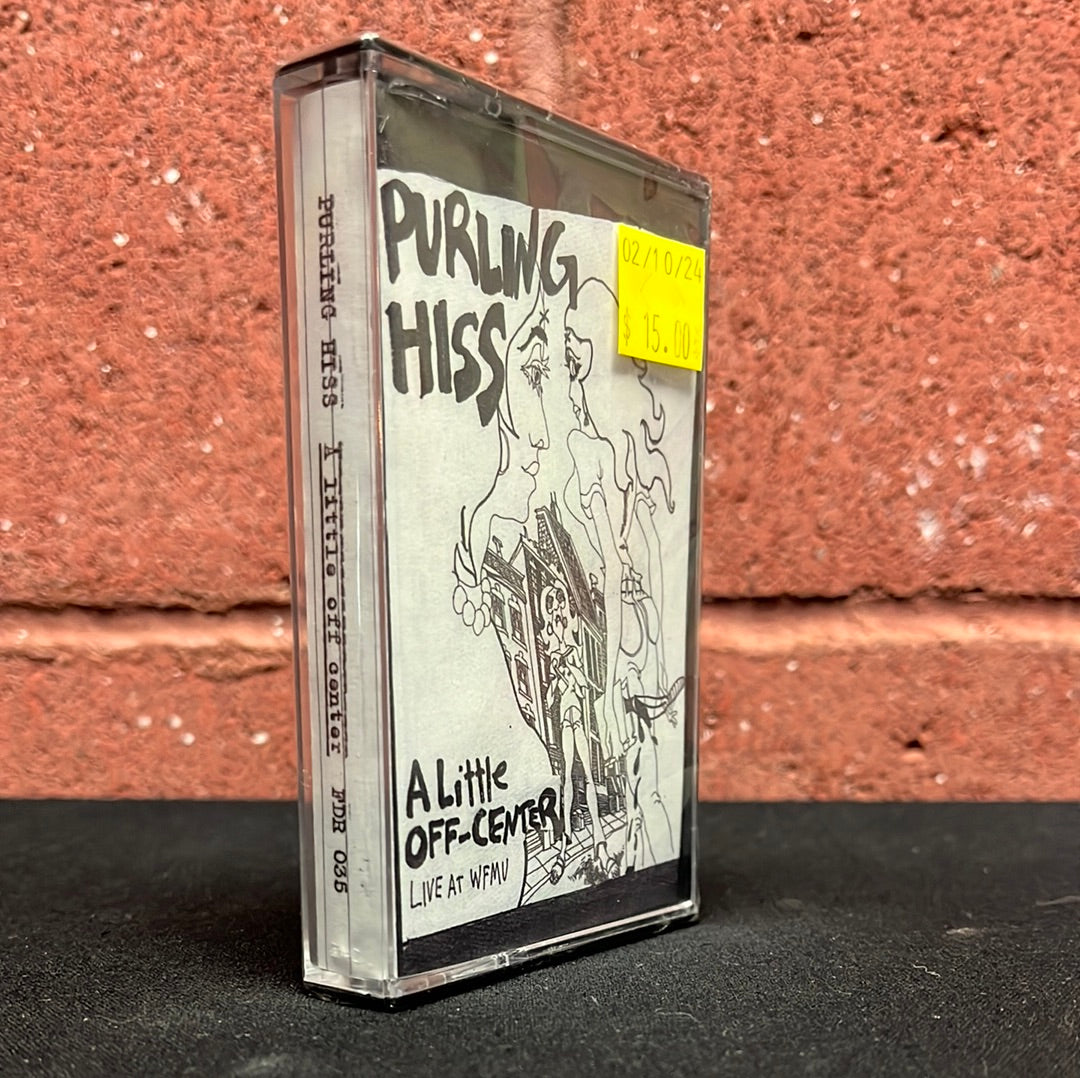 PURLING HISS A little off center FDR 035
PURLING
HISS
02/10/24
$ 15.00
A Little
OFF-CENTER
LIVE AT WFMU